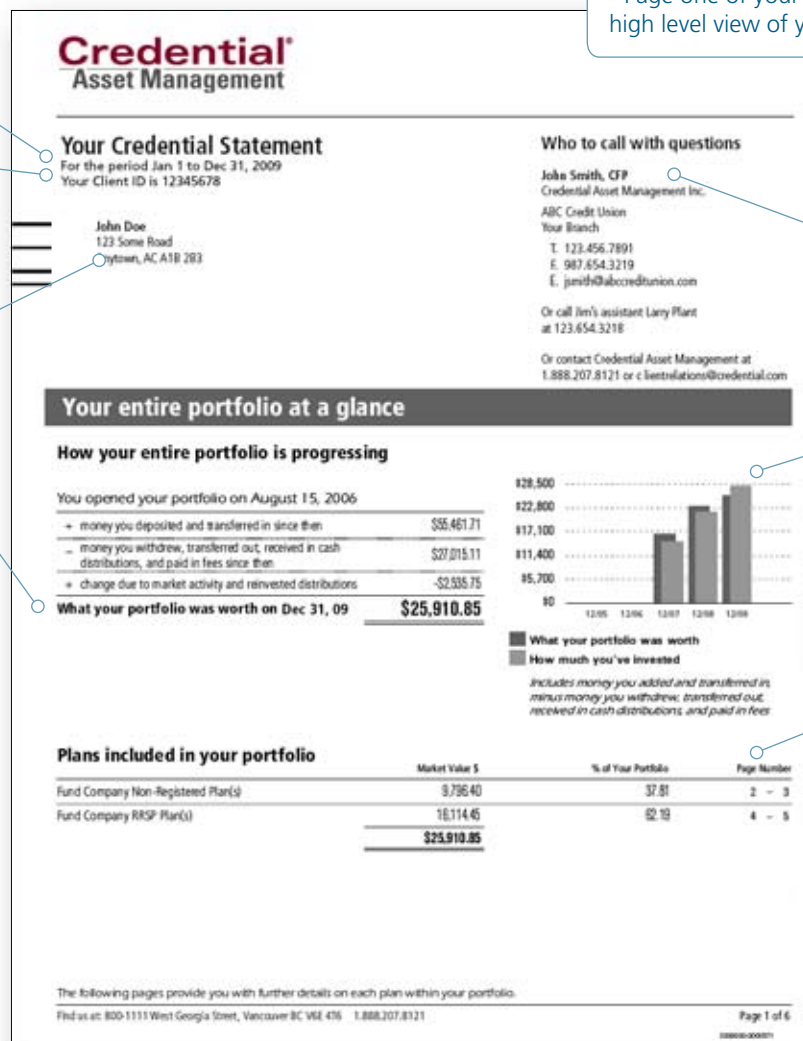 Page one of your
high level view of y
Credential®
Asset Management
Your Credential Statement
For the period Jan 1 to Dec 31, 2009
Your Client ID is 12345678
John Doe
123 Some Road
nytown, AC A1B 2B3
Who to call with questions
John Smith, CFP
Credential Asset Management Inc.
ABC Credit Union
Your Branch
T. 123.456.7891
F. 987.654.3219
E. jsmith@abccreditunion.com
Or call Jim's assistant Larry Plant
at 123.654.3218
Or contact Credential Asset Management at
1.888.207.8121 or c lientrelations@credential.com
Your entire portfolio at a glance
How your entire portfolio is progressing
You opened your portfolio on August 15, 2006
+ money you deposited and transferred in since then $55,461.71
– money you withdrew, transferred out, received in cash
distributions, and paid in fees since then $27,015.11
+ change due to market activity and reinvested distributions -$2,535.75
What your portfolio was worth on Dec 31, 09 $25,910.85
$28,500
$22,800
$17,100
$11,400
$5,700
$0
12/05 12/06 12/07 12/08 12/09
What your portfolio was worth
How much you've invested
Includes money you added and transferred in,
minus money you withdrew, transferred out,
received in cash distributions, and paid in fees
Plans included in your portfolio
Market Value $ % of Your Portfolio Page Number
Fund Company Non-Registered Plan(s) 9,796.40 37.81 2 - 3
Fund Company RRSP Plan(s) 16,114.45 62.19 4 - 5
$25,910.85
The following pages provide you with further details on each plan within your portfolio.
Find us at: 800-1111 West Georgia Street, Vancouver BC V6E 4T6 1.888.207.8121
Page 1 of 6